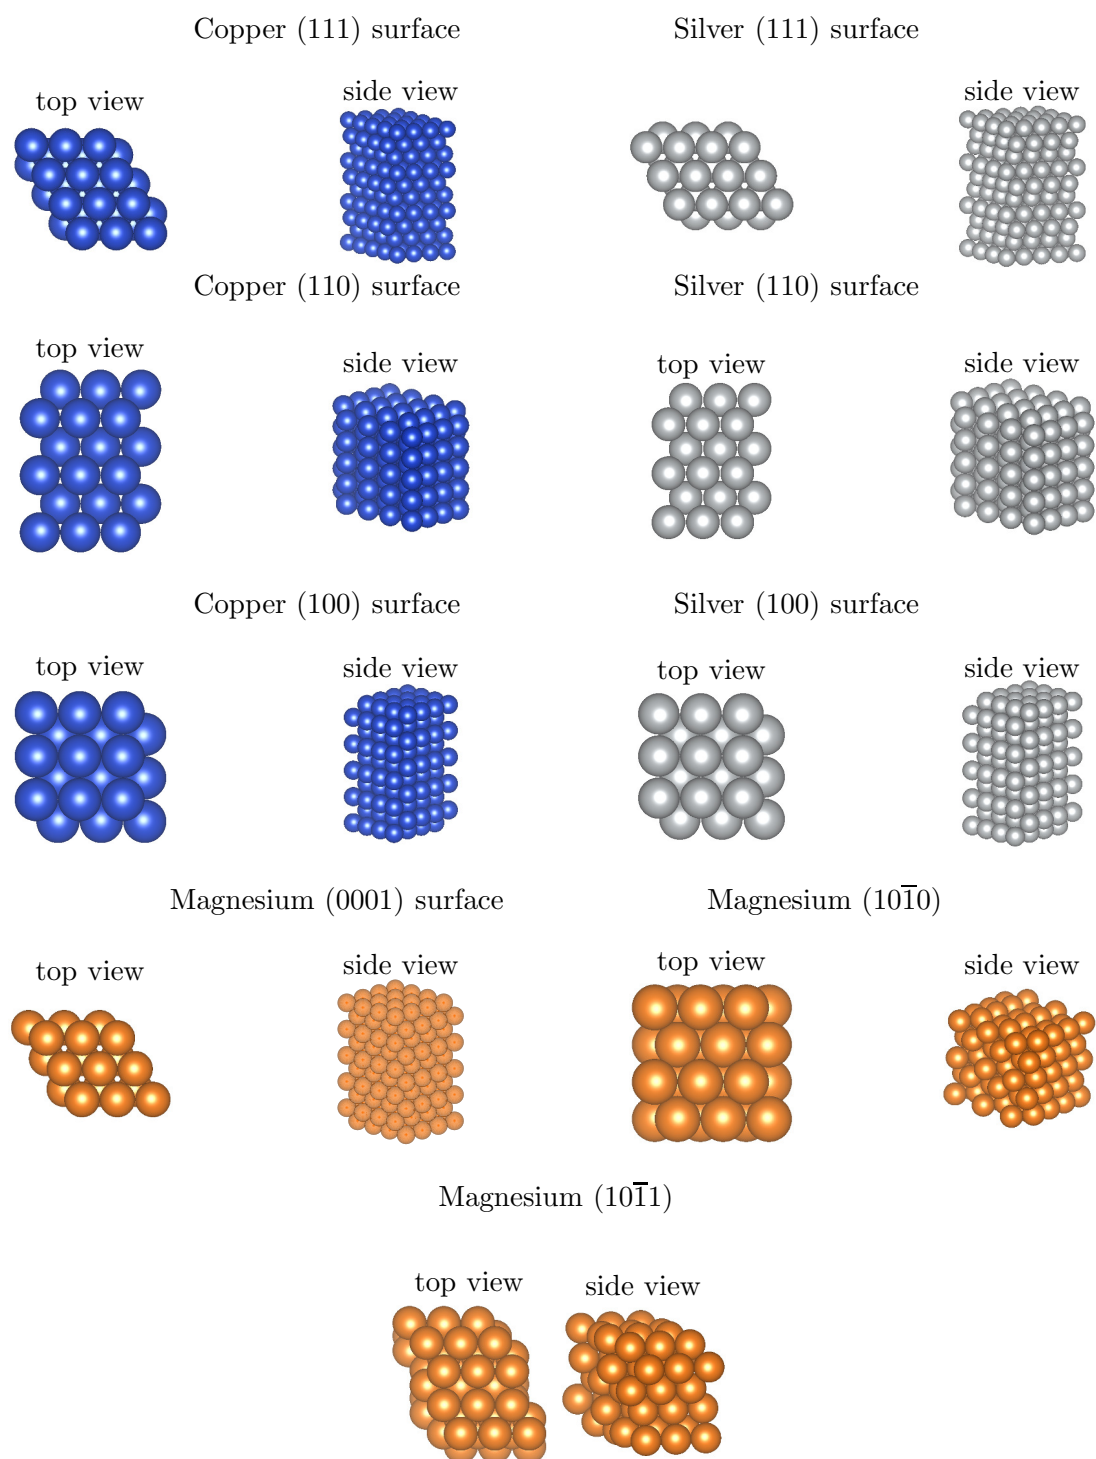 Copper (111) surface
Silver (111) surface
top view
side view
side view
Copper (110) surface
Silver (110) surface
top view
side view
top view
side view
Copper (100) surface
Silver (100) surface
top view
side view
top view
side view
Magnesium (0001) surface
Magnesium (101̅0)
top view
side view
top view
side view
Magnesium (101̅1)
top view
side view